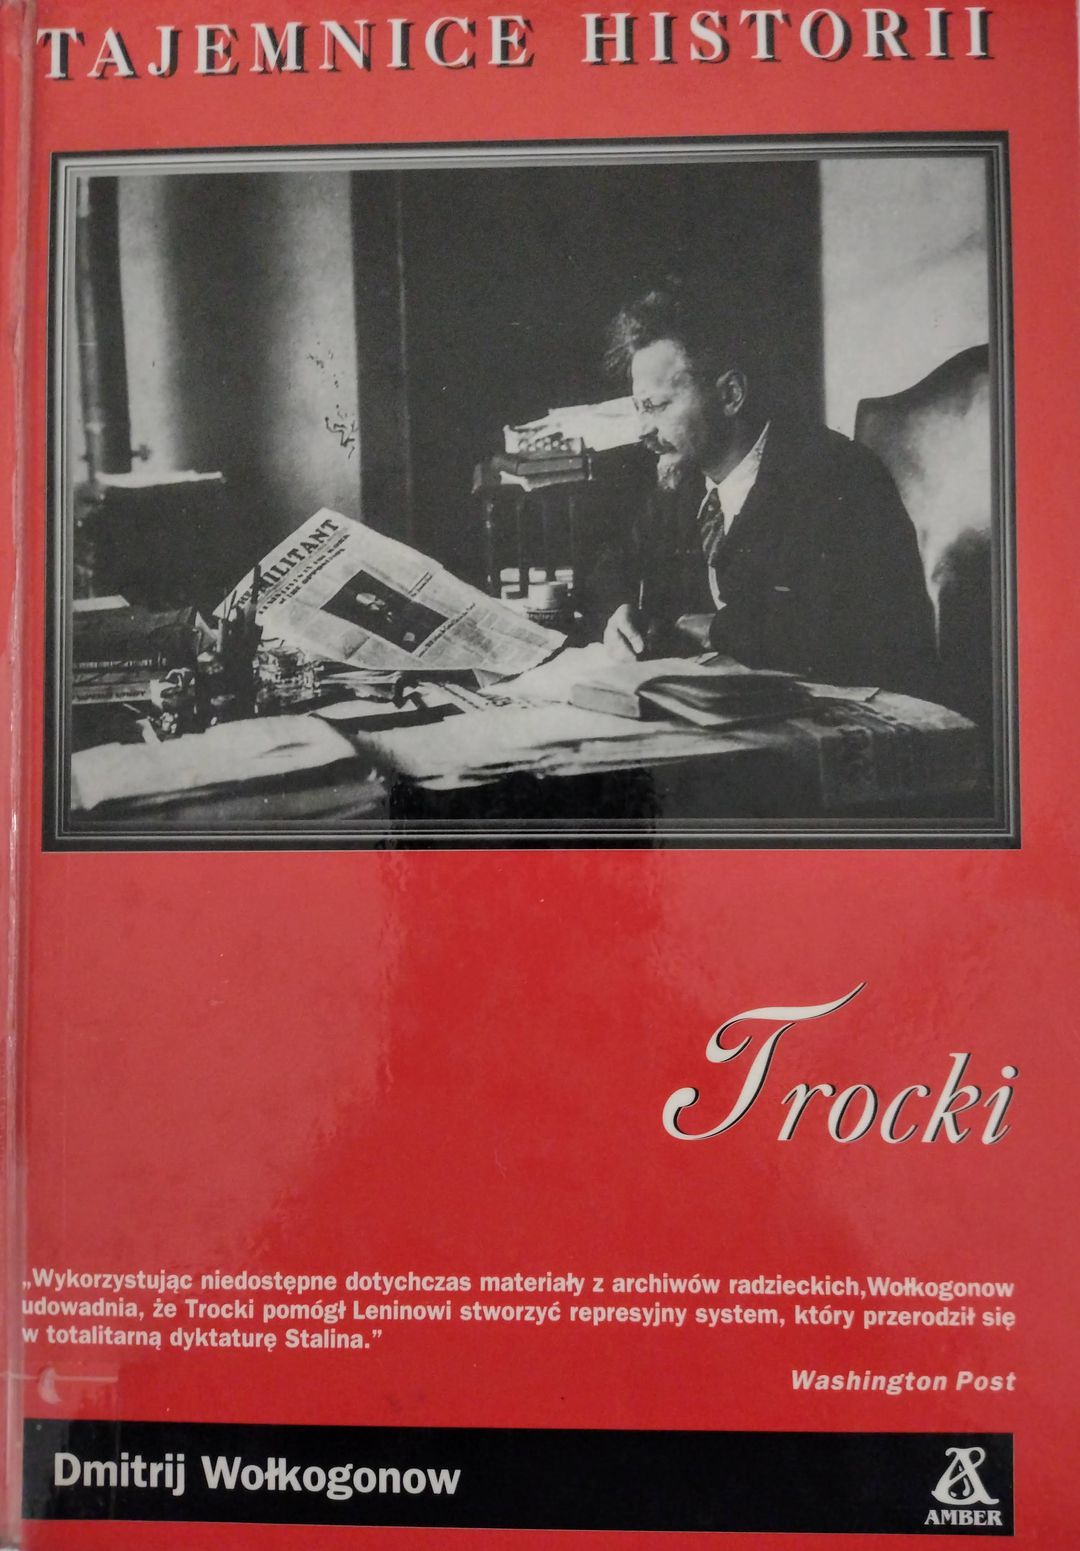 TAJEMNICE HISTORII
THE MILITANT
Trocki
„Wykorzystując niedostępne dotychczas materiały z archiwów radzieckich,Wołkogonow
udowadnia, że Trocki pomógł Leninowi stworzyć represyjny system, który przerodził się
w totalitarną dyktaturę Stalina.”
Washington Post
Dmitrij Wołkogonow
AMBER